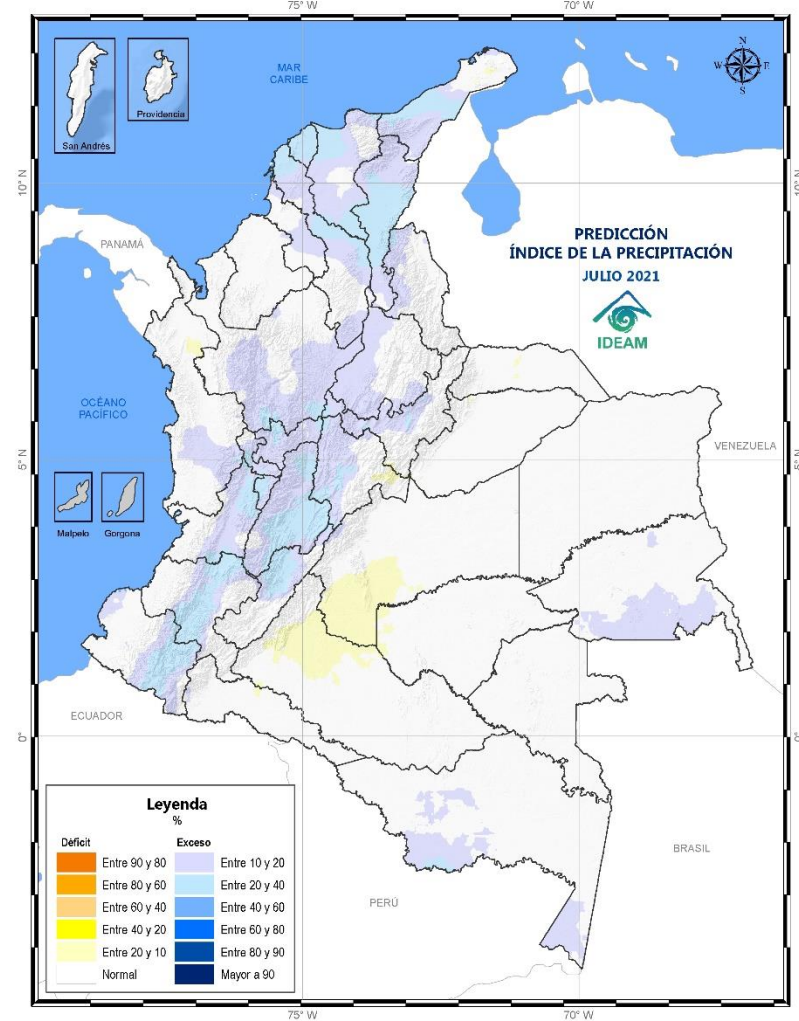 75° W
70° W
MAR
CARIBE
N
W
E
S
San Andrés
Providencia
10° N
10° N
PANAMÁ
PREDICCIÓN
ÍNDICE DE LA PRECIPITACIÓN
JULIO 2021
IDEAM
OCÉANO
PACÍFICO
VENEZUELA
5° N
5° N
Malpelo
Gorgona
ECUADOR
0°
0°
Leyenda
%
Déficit
Exceso
Entre 90 y 80
Entre 10 y 20
Entre 80 y 60
Entre 20 y 40
Entre 60 y 40
Entre 40 y 60
Entre 40 y 20
Entre 60 y 80
Entre 20 y 10
Entre 80 y 90
Normal
Mayor a 90
BRASIL
PERÚ
75° W
70° W